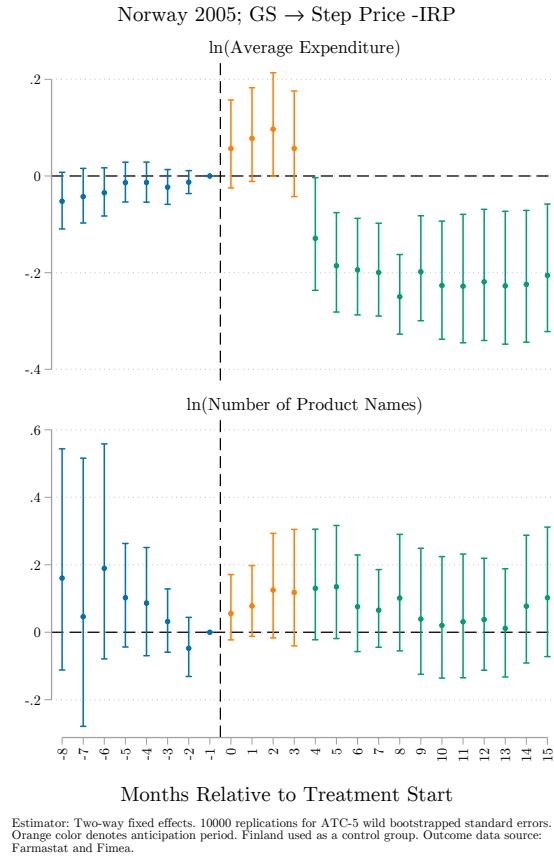 Norway 2005; GS → Step Price -IRP
ln(Average Expenditure)
.2
0
-.2
-.4
ln(Number of Product Names)
.6
.4
.2
0
-.2
-8 -7 -6 -5 -4 -3 -2 -1 0 1 2 3 4 5 6 7 8 9 10 11 12 13 14 15
Months Relative to Treatment Start
Estimator: Two-way fixed effects. 10000 replications for ATC-5 wild bootstrapped standard errors.
Orange color denotes anticipation period. Finland used as a control group. Outcome data source:
Farmastat and Fimea.